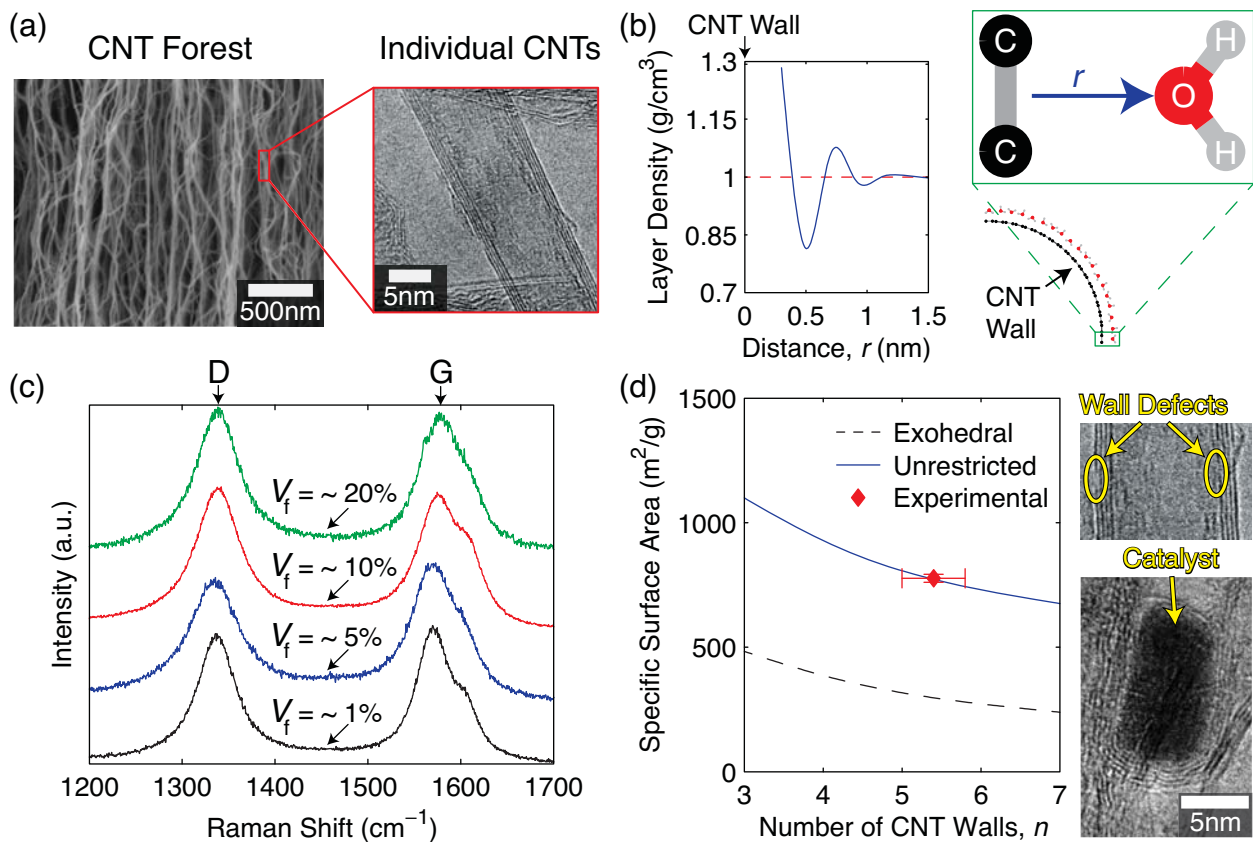 (a)
CNT Forest
Individual CNTs
500nm
5nm
(b)
CNT Wall
Layer Density (g/cm³)
1.3
1.15
1
0.85
0.7
0
0.5
1
1.5
Distance, r (nm)
C
C
r
O
H
H
CNT
Wall
(c)
D
G
Intensity (a.u.)
Vf = ~ 20%
Vf = ~ 10%
Vf = ~ 5%
Vf = ~ 1%
1200
1300
1400
1500
1600
1700
Raman Shift (cm⁻¹)
(d)
Specific Surface Area (m²/g)
1500
1000
500
0
Exohedral
Unrestricted
Experimental
3
4
5
6
7
Number of CNT Walls, n
Wall Defects
Catalyst
5nm